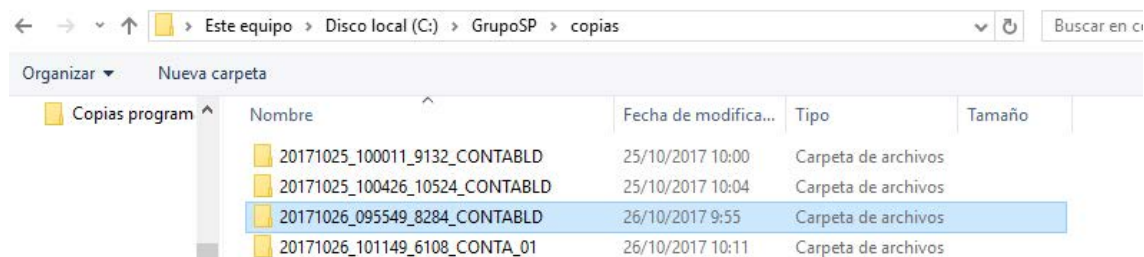 Este equipo > Disco local (C:) > GrupoSP > copias
Buscar en c
Organizar Nueva carpeta
Copias program
Nombre Fecha de modifica... Tipo Tamaño
20171025_100011_9132_CONTABLD 25/10/2017 10:00 Carpeta de archivos
20171025_100426_10524_CONTABLD 25/10/2017 10:04 Carpeta de archivos
20171026_095549_8284_CONTABLD 26/10/2017 9:55 Carpeta de archivos
20171026_101149_6108_CONTA_01 26/10/2017 10:11 Carpeta de archivos